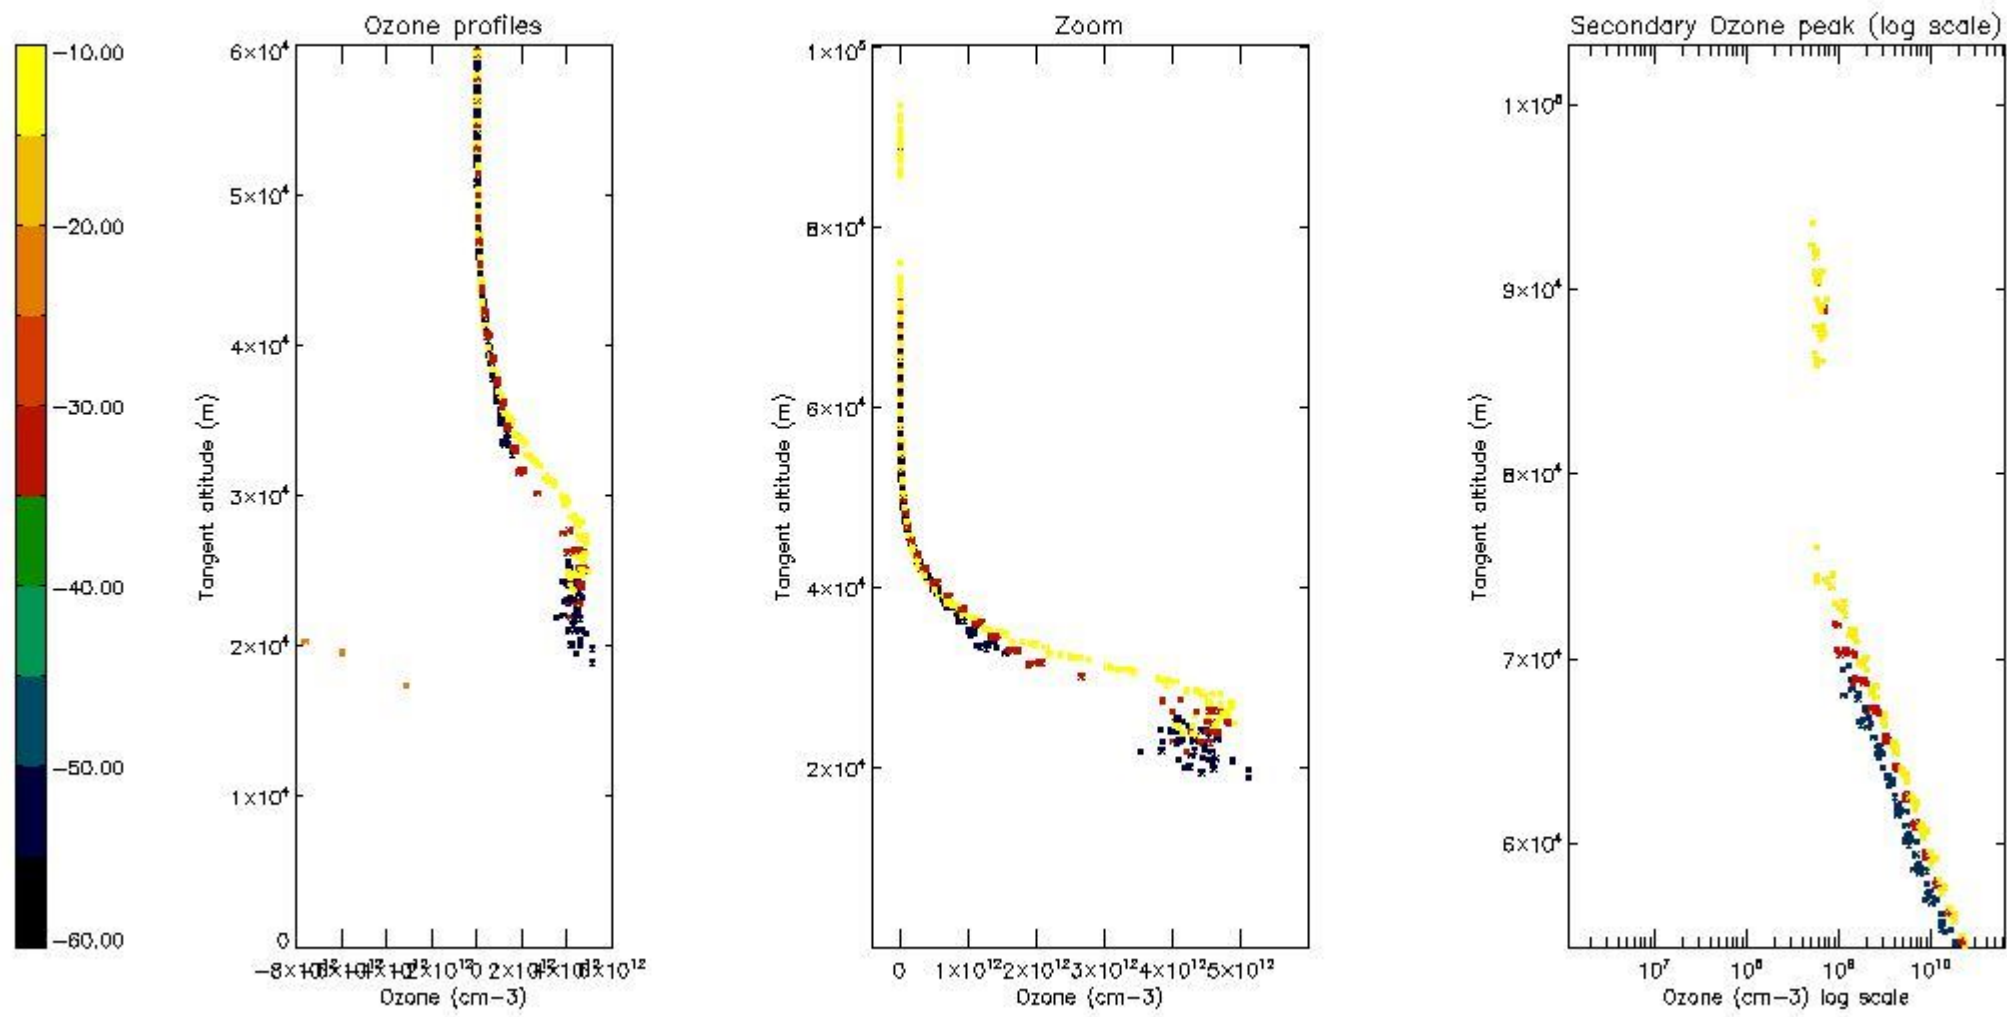 Ozone profiles
Zoom
Secondary Ozone peak (log scale)
-10.00
-20.00
-30.00
-40.00
-50.00
-60.00
6×10⁴
5×10⁴
4×10⁴
3×10⁴
2×10⁴
1×10⁴
0
Tangent altitude (m)
0
6×10¹²
Ozone (cm-3)
1×10⁵
8×10⁴
6×10⁴
4×10⁴
2×10⁴
Tangent altitude (m)
0 1×10¹² 2×10¹² 3×10¹² 4×10¹² 5×10¹²
Ozone (cm-3)
9×10⁴
8×10⁴
7×10⁴
6×10⁴
Tangent altitude (m)
10⁷ 10⁸ 10⁹ 10¹⁰
Ozone (cm-3) log scale